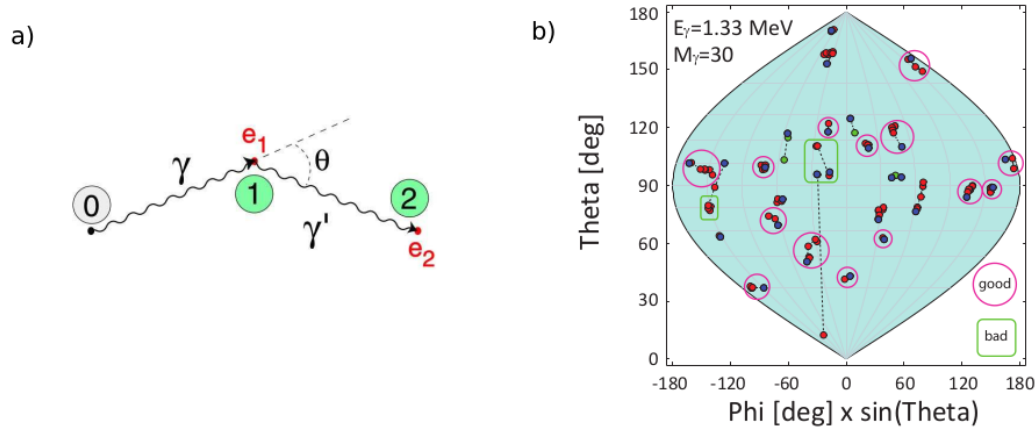 a)
0
γ
e1
1
θ
γ'
2
e2
b)
Eγ=1.33 MeV
Mγ=30
Theta [deg]
180
150
120
90
60
30
0
good
bad
-180 -120 -60 0 60 120 180
Phi [deg] x sin(Theta)